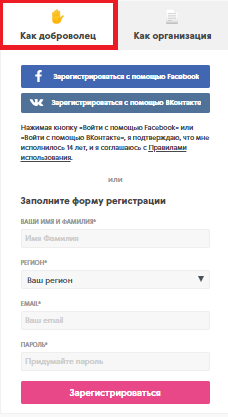 Как доброволец
Как организация
Зарегистрироваться с помощью Facebook
Зарегистрироваться с помощью ВКонтакте
Нажимая кнопку «Войти с помощью Facebook» или
«Войти с помощью ВКонтакте», я подтверждаю, что мне
исполнилось 14 лет, и я соглашаюсь с Правилами
использования.
или
Заполните форму регистрации
ВАШИ ИМЯ И ФАМИЛИЯ*
Имя Фамилия
РЕГИОН*
Ваш регион
EMAIL*
Ваш email
ПАРОЛЬ*
Придумайте пароль
Зарегистрироваться